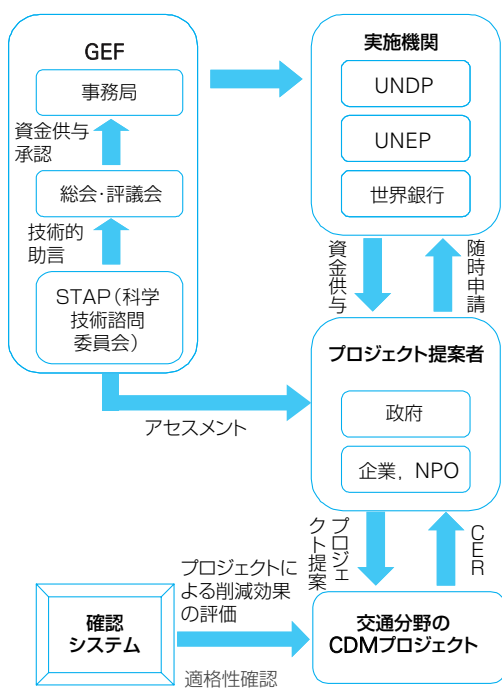 GEF
事務局
資金供与
承認
総会・評議会
技術的
助言
STAP（科学
技術諮問
委員会）
実施機関
UNDP
UNEP
世界銀行
資金供与
随時申請
アセスメント
プロジェクト提案者
政府
企業，NPO
プロジェ
クト提案
CER
確認
システム
プロジェクトに
よる削減効果
の評価
適格性確認
交通分野の
CDMプロジェクト